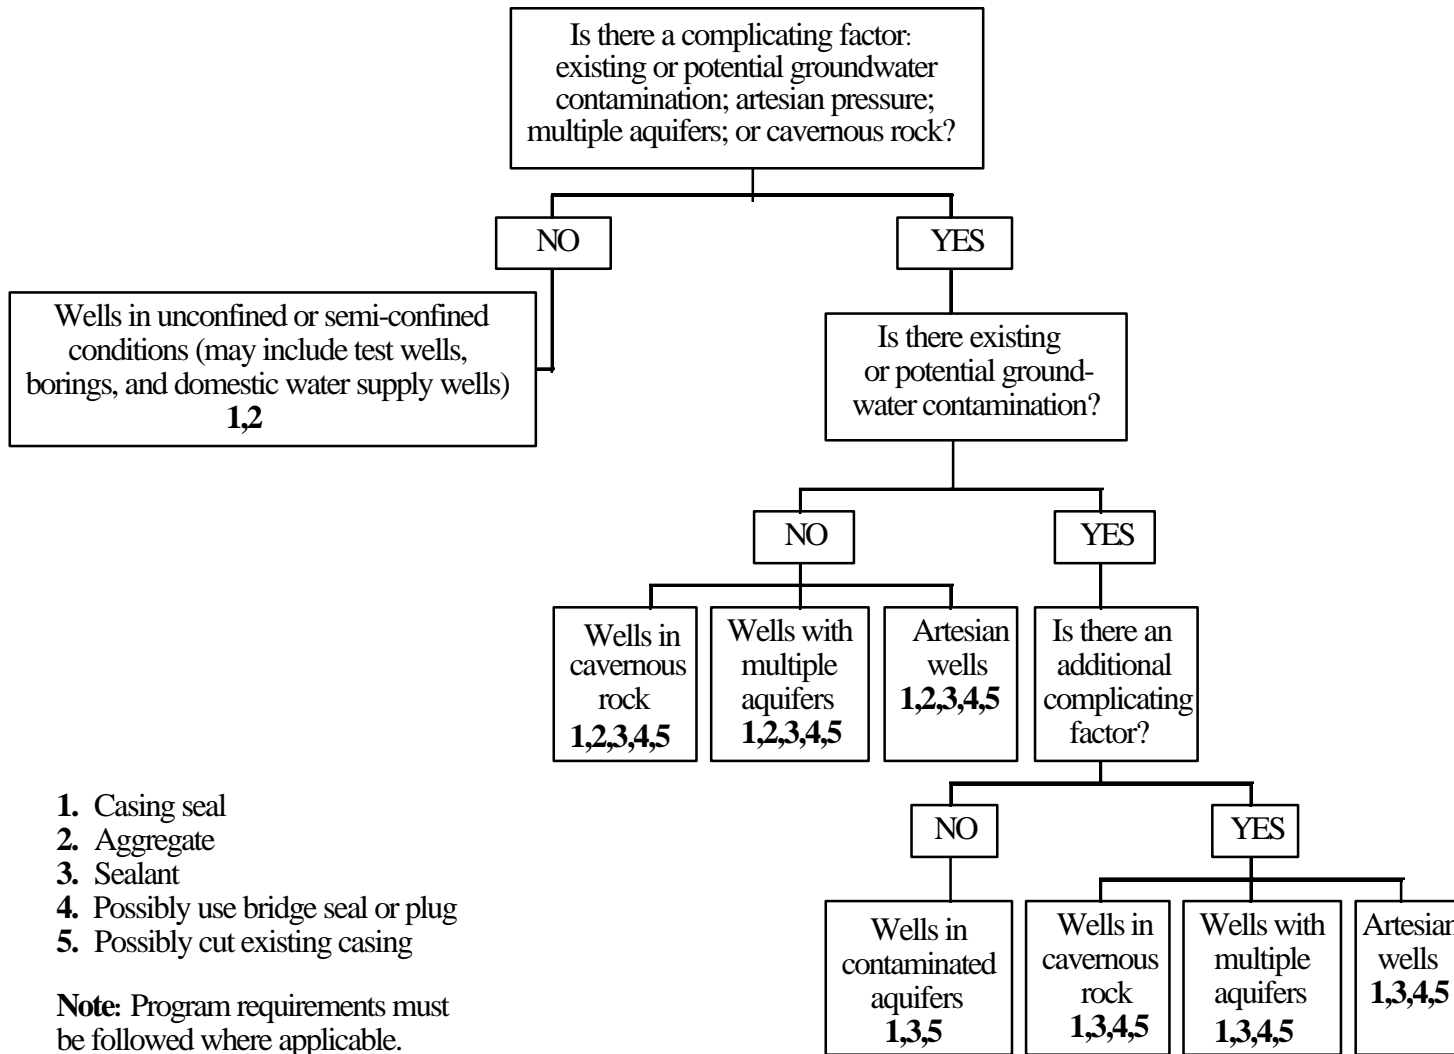 Is there a complicating factor:
existing or potential groundwater
contamination; artesian pressure;
multiple aquifers; or cavernous rock?
NO
YES
Wells in unconfined or semi-confined
conditions (may include test wells,
borings, and domestic water supply wells)
1,2
Is there existing
or potential ground-
water contamination?
NO
YES
Wells in
cavernous
rock
1,2,3,4,5
Wells with
multiple
aquifers
1,2,3,4,5
Artesian
wells
1,2,3,4,5
Is there an
additional
complicating
factor?
NO
YES
Wells in
contaminated
aquifers
1,3,5
Wells in
cavernous
rock
1,3,4,5
Wells with
multiple
aquifers
1,3,4,5
Artesian
wells
1,3,4,5
1. Casing seal
2. Aggregate
3. Sealant
4. Possibly use bridge seal or plug
5. Possibly cut existing casing
Note: Program requirements must
be followed where applicable.